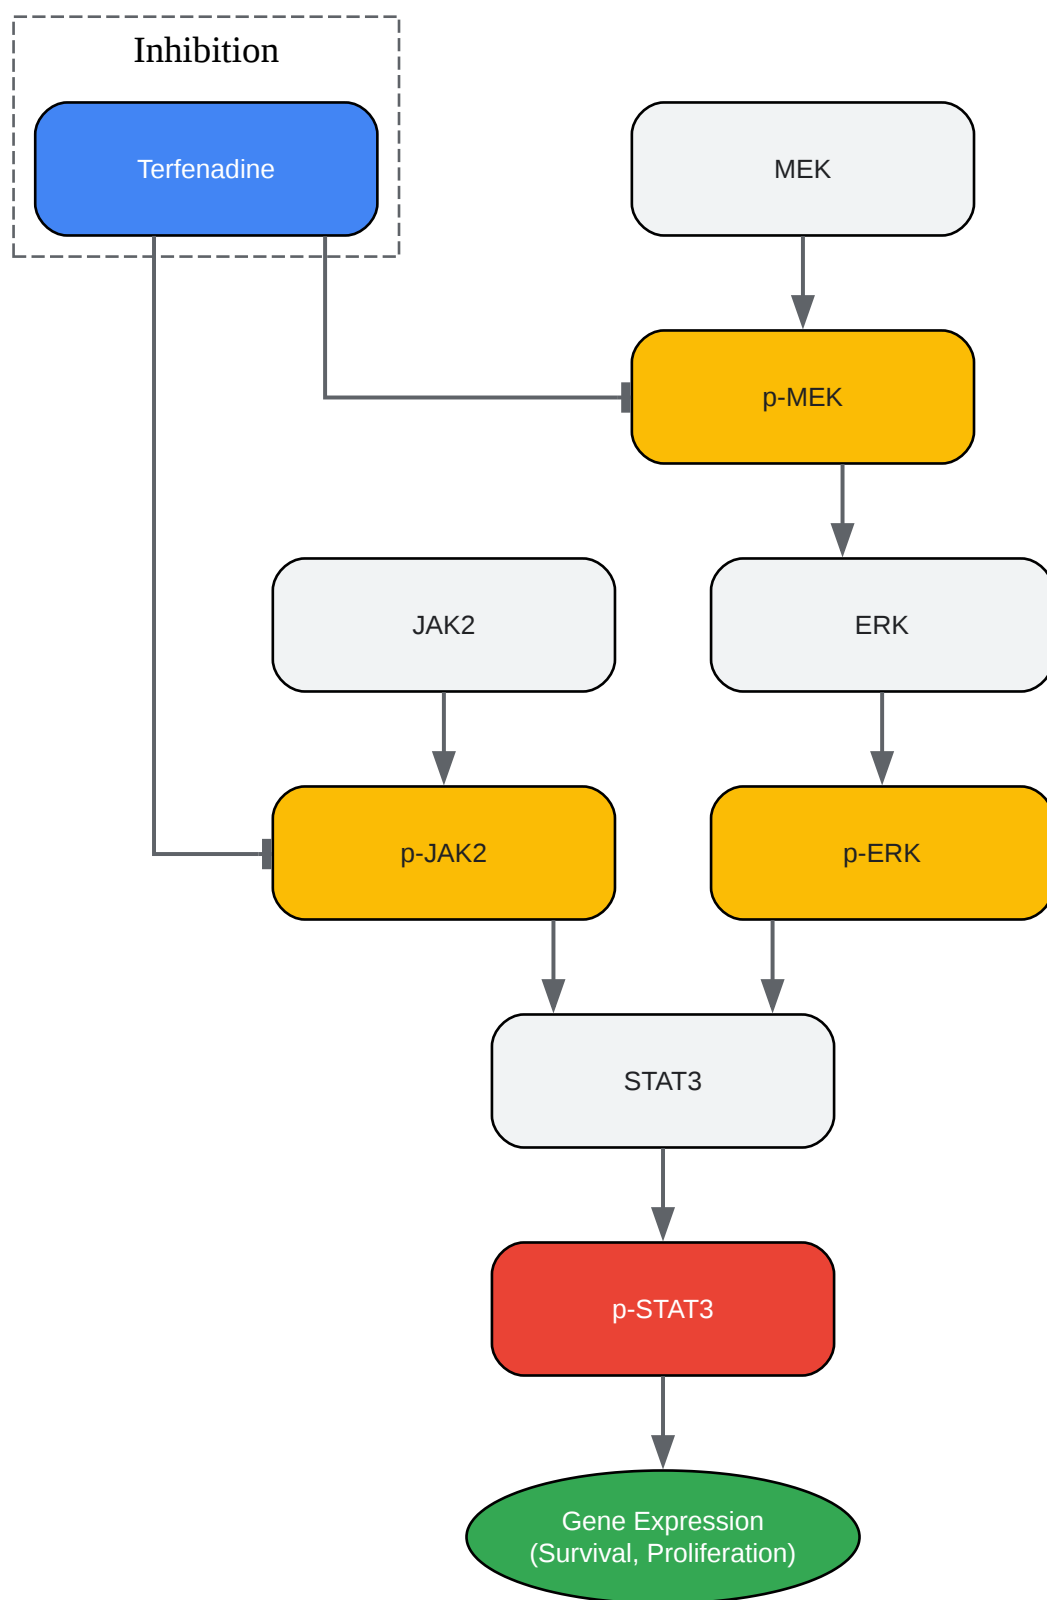 Inhibition
Terfenadine
MEK
p-MEK
JAK2
ERK
p-JAK2
p-ERK
STAT3
p-STAT3
Gene Expression
(Survival, Proliferation)